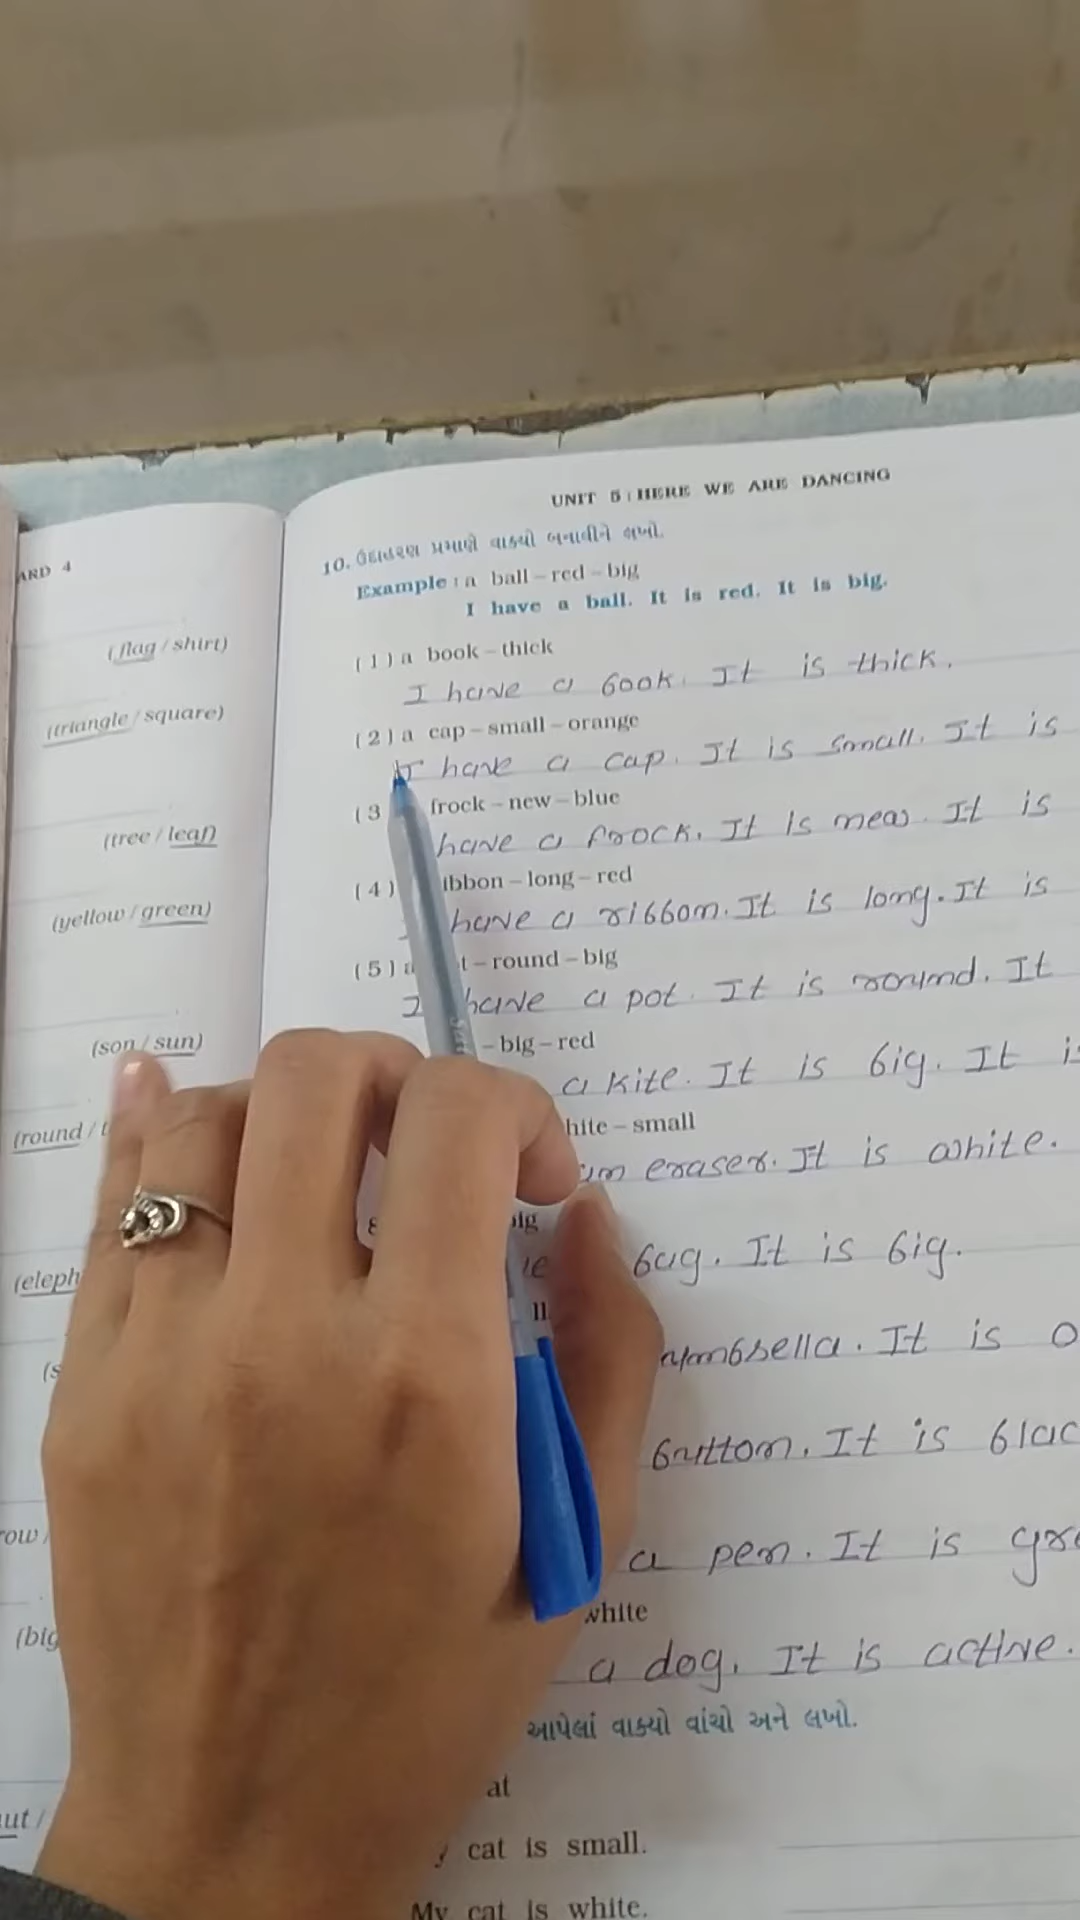 UNIT 5 : HERE WE ARE DANCING
10. ઉદાહરણ પ્રમાણે વાક્યો બનાવીને લખો.
Example : a ball – red – big
I have a ball. It is red. It is big.
( 1 ) a book – thick
I have a book. It is thick.
( 2 ) a cap – small – orange
I have a cap. It is small. It is
( 3 frock – new – blue
have a frock. It is new. It is
( 4 ) ibbon – long – red
I have a ribbon. It is long. It is
( 5 ) a t – round – big
I have a pot. It is round. It
– big – red
a kite. It is big. It is
hite – small
an eraser. It is white.
ig
bag. It is big.
ll
umbrella. It is
button. It is blac
a pen. It is gre
white
a dog. It is active.
આપેલાં વાક્યો વાંચો અને લખો.
at
y cat is small.
My cat is white.
ARD 4
(flag / shirt)
(triangle / square)
(tree / leaf)
(yellow / green)
(son / sun)
(round / t
(eleph
(s
row /
(big
ut /